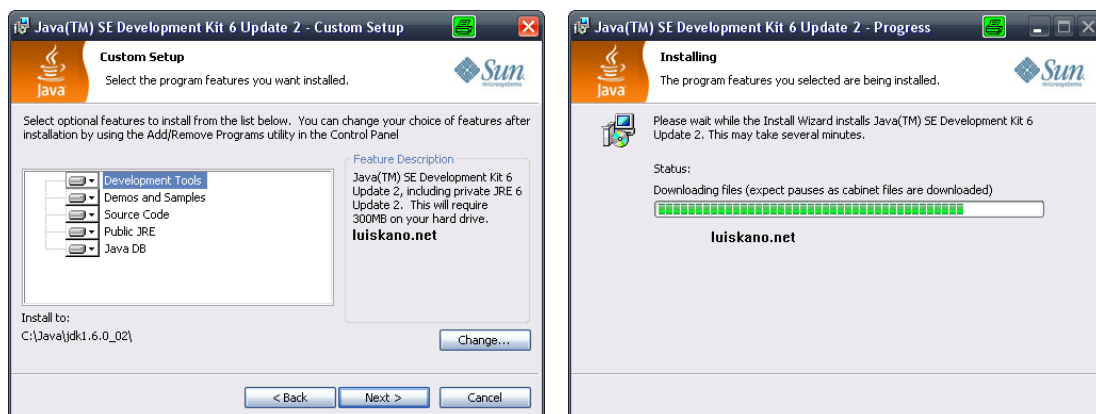 Java(TM) SE Development Kit 6 Update 2 - Custom Setup
Java
Custom Setup
Select the program features you want installed.
Sun
microsystems
Select optional features to install from the list below. You can change your choice of features after
installation by using the Add/Remove Programs utility in the Control Panel
Development Tools
Demos and Samples
Source Code
Public JRE
Java DB
Feature Description
Java(TM) SE Development Kit 6
Update 2, including private JRE 6
Update 2. This will require
300MB on your hard drive.
luiskano.net
Install to:
C:\Java\jdk1.6.0_02\
Change...
< Back
Next >
Cancel
Java(TM) SE Development Kit 6 Update 2 - Progress
Java
Installing
The program features you selected are being installed.
Sun
microsystems
Please wait while the Install Wizard installs Java(TM) SE Development Kit 6
Update 2. This may take several minutes.
Status:
Downloading files (expect pauses as cabinet files are downloaded)
luiskano.net